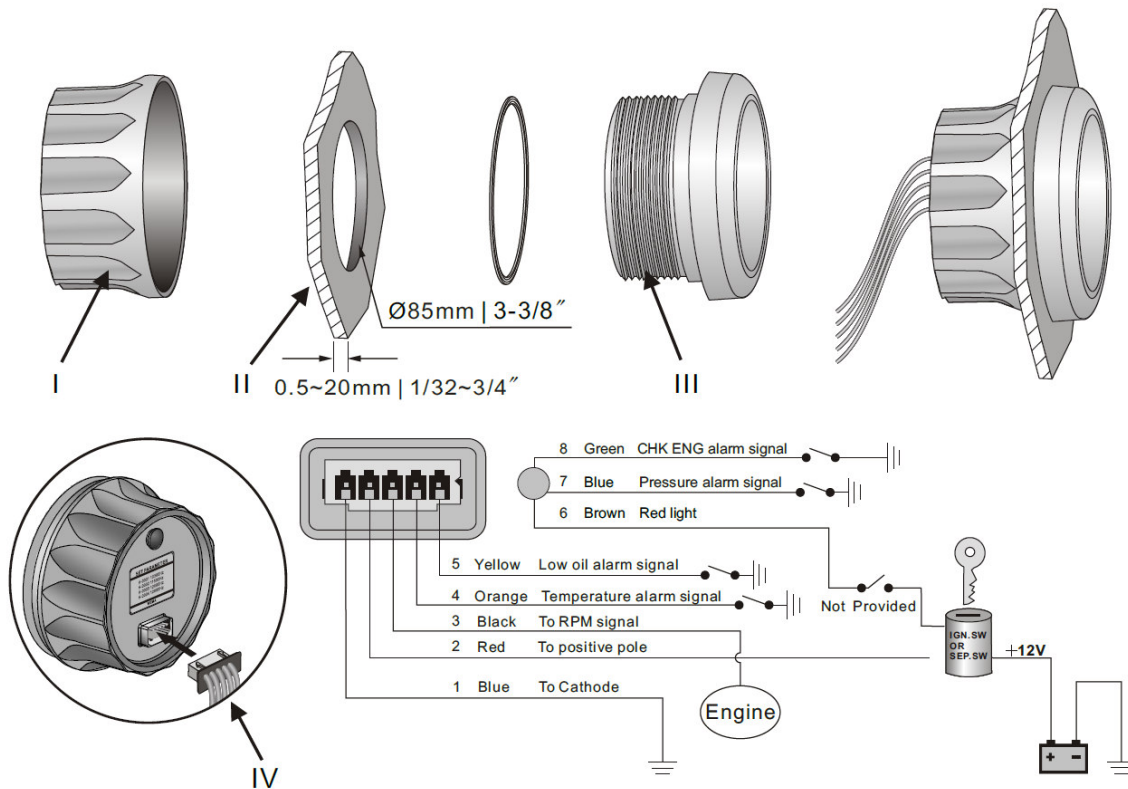 Ø85mm | 3-3/8″
I
II
0.5~20mm | 1/32~3/4″
III
8 Green CHK ENG alarm signal
7 Blue Pressure alarm signal
6 Brown Red light
5 Yellow Low oil alarm signal
4 Orange Temperature alarm signal
Not Provided
3 Black To RPM signal
2 Red To positive pole
1 Blue To Cathode
IGN.SW
OR
SEP.SW
+12V
Engine
+ -
IV